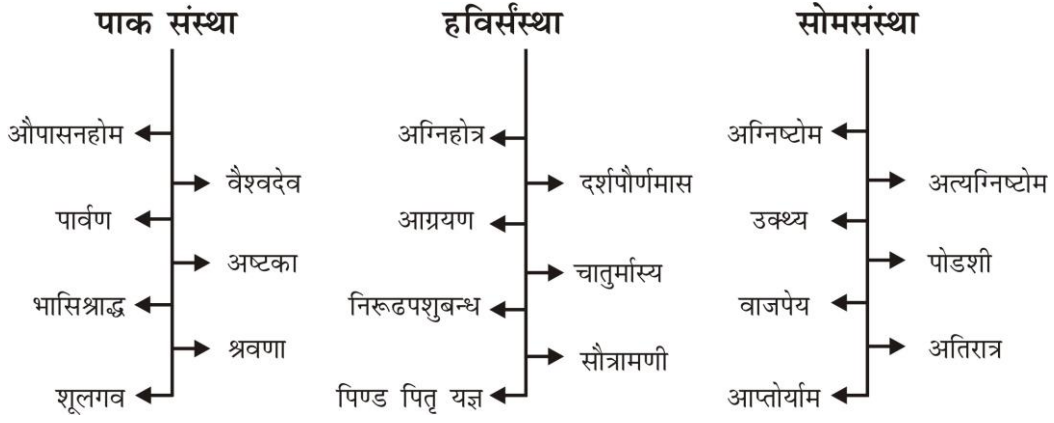 पाक संस्था
औपासनहोम
वैश्वदेव
पार्वण
अष्टका
भासिश्राद्ध
श्रवणा
शूलगव
हविर्संस्था
अग्निहोत्र
दर्शपौर्णमास
आग्रयण
चातुर्मास्य
निरूढपशुबन्ध
सौत्रामणी
पिण्ड पितृ यज्ञ
सोमसंस्था
अग्निष्टोम
अत्यग्निष्टोम
उक्थ्य
पोडशी
वाजपेय
अतिरात्र
आप्तोर्याम